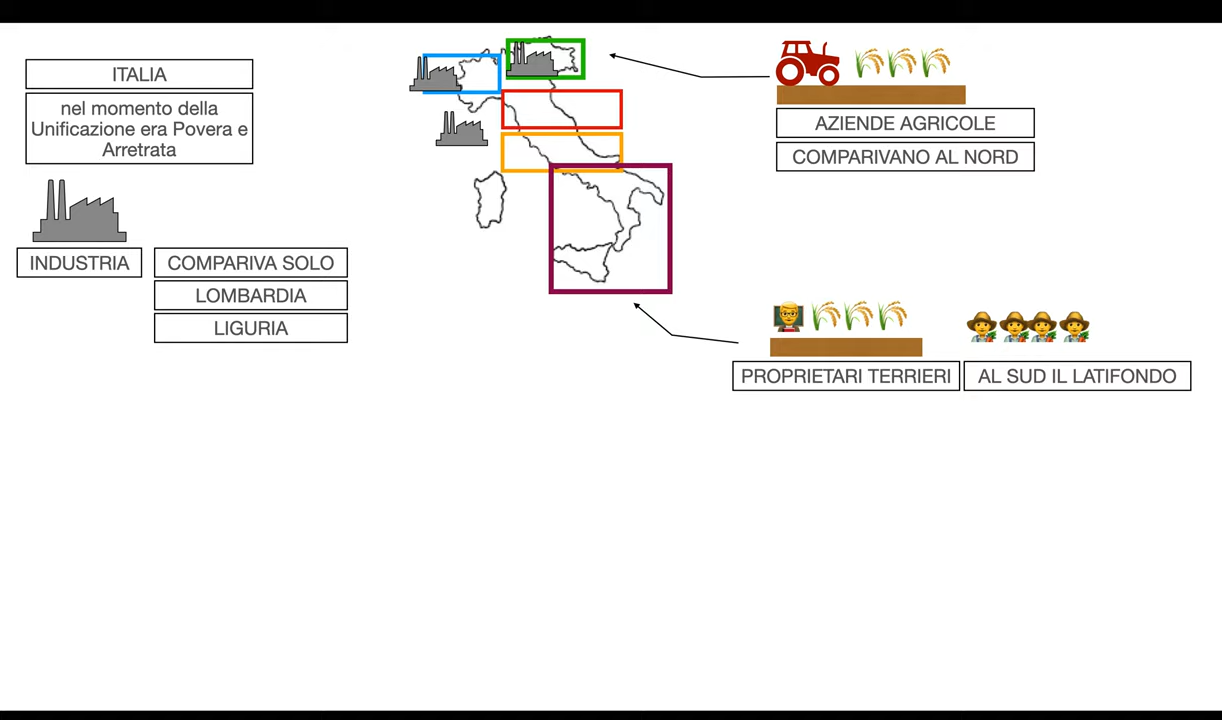 ITALIA
nel momento della
Unificazione era Povera e
Arretrata
INDUSTRIA
COMPARIVA SOLO
LOMBARDIA
LIGURIA
AZIENDE AGRICOLE
COMPARIVANO AL NORD
PROPRIETARI TERRIERI
AL SUD IL LATIFONDO